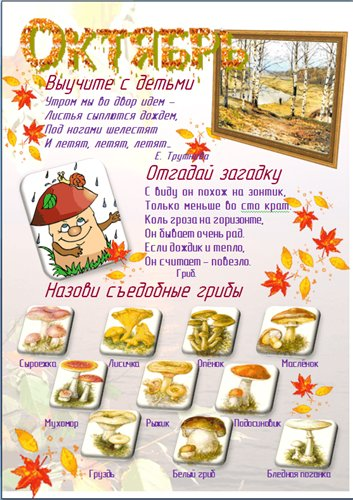 Октябрь
Выучите с детьми
Утром мы во двор идем –
Листья сыплются дождем,
Под ногами шелестят
И летят, летят, летят..
Е. Трутнева
Отгадай загадку
С виду он похож на зонтик,
Только меньше во сто крат.
Коль гроза на горизонте,
Он бывает очень рад.
Если дождик и тепло,
Он считает – повезло.
Гриб.
Назови съедобные грибы
Сыроежка Лисичка Опёнок Маслёнок
Мухомор Рыжик Подосиновик
Груздь Белый гриб Бледная поганка